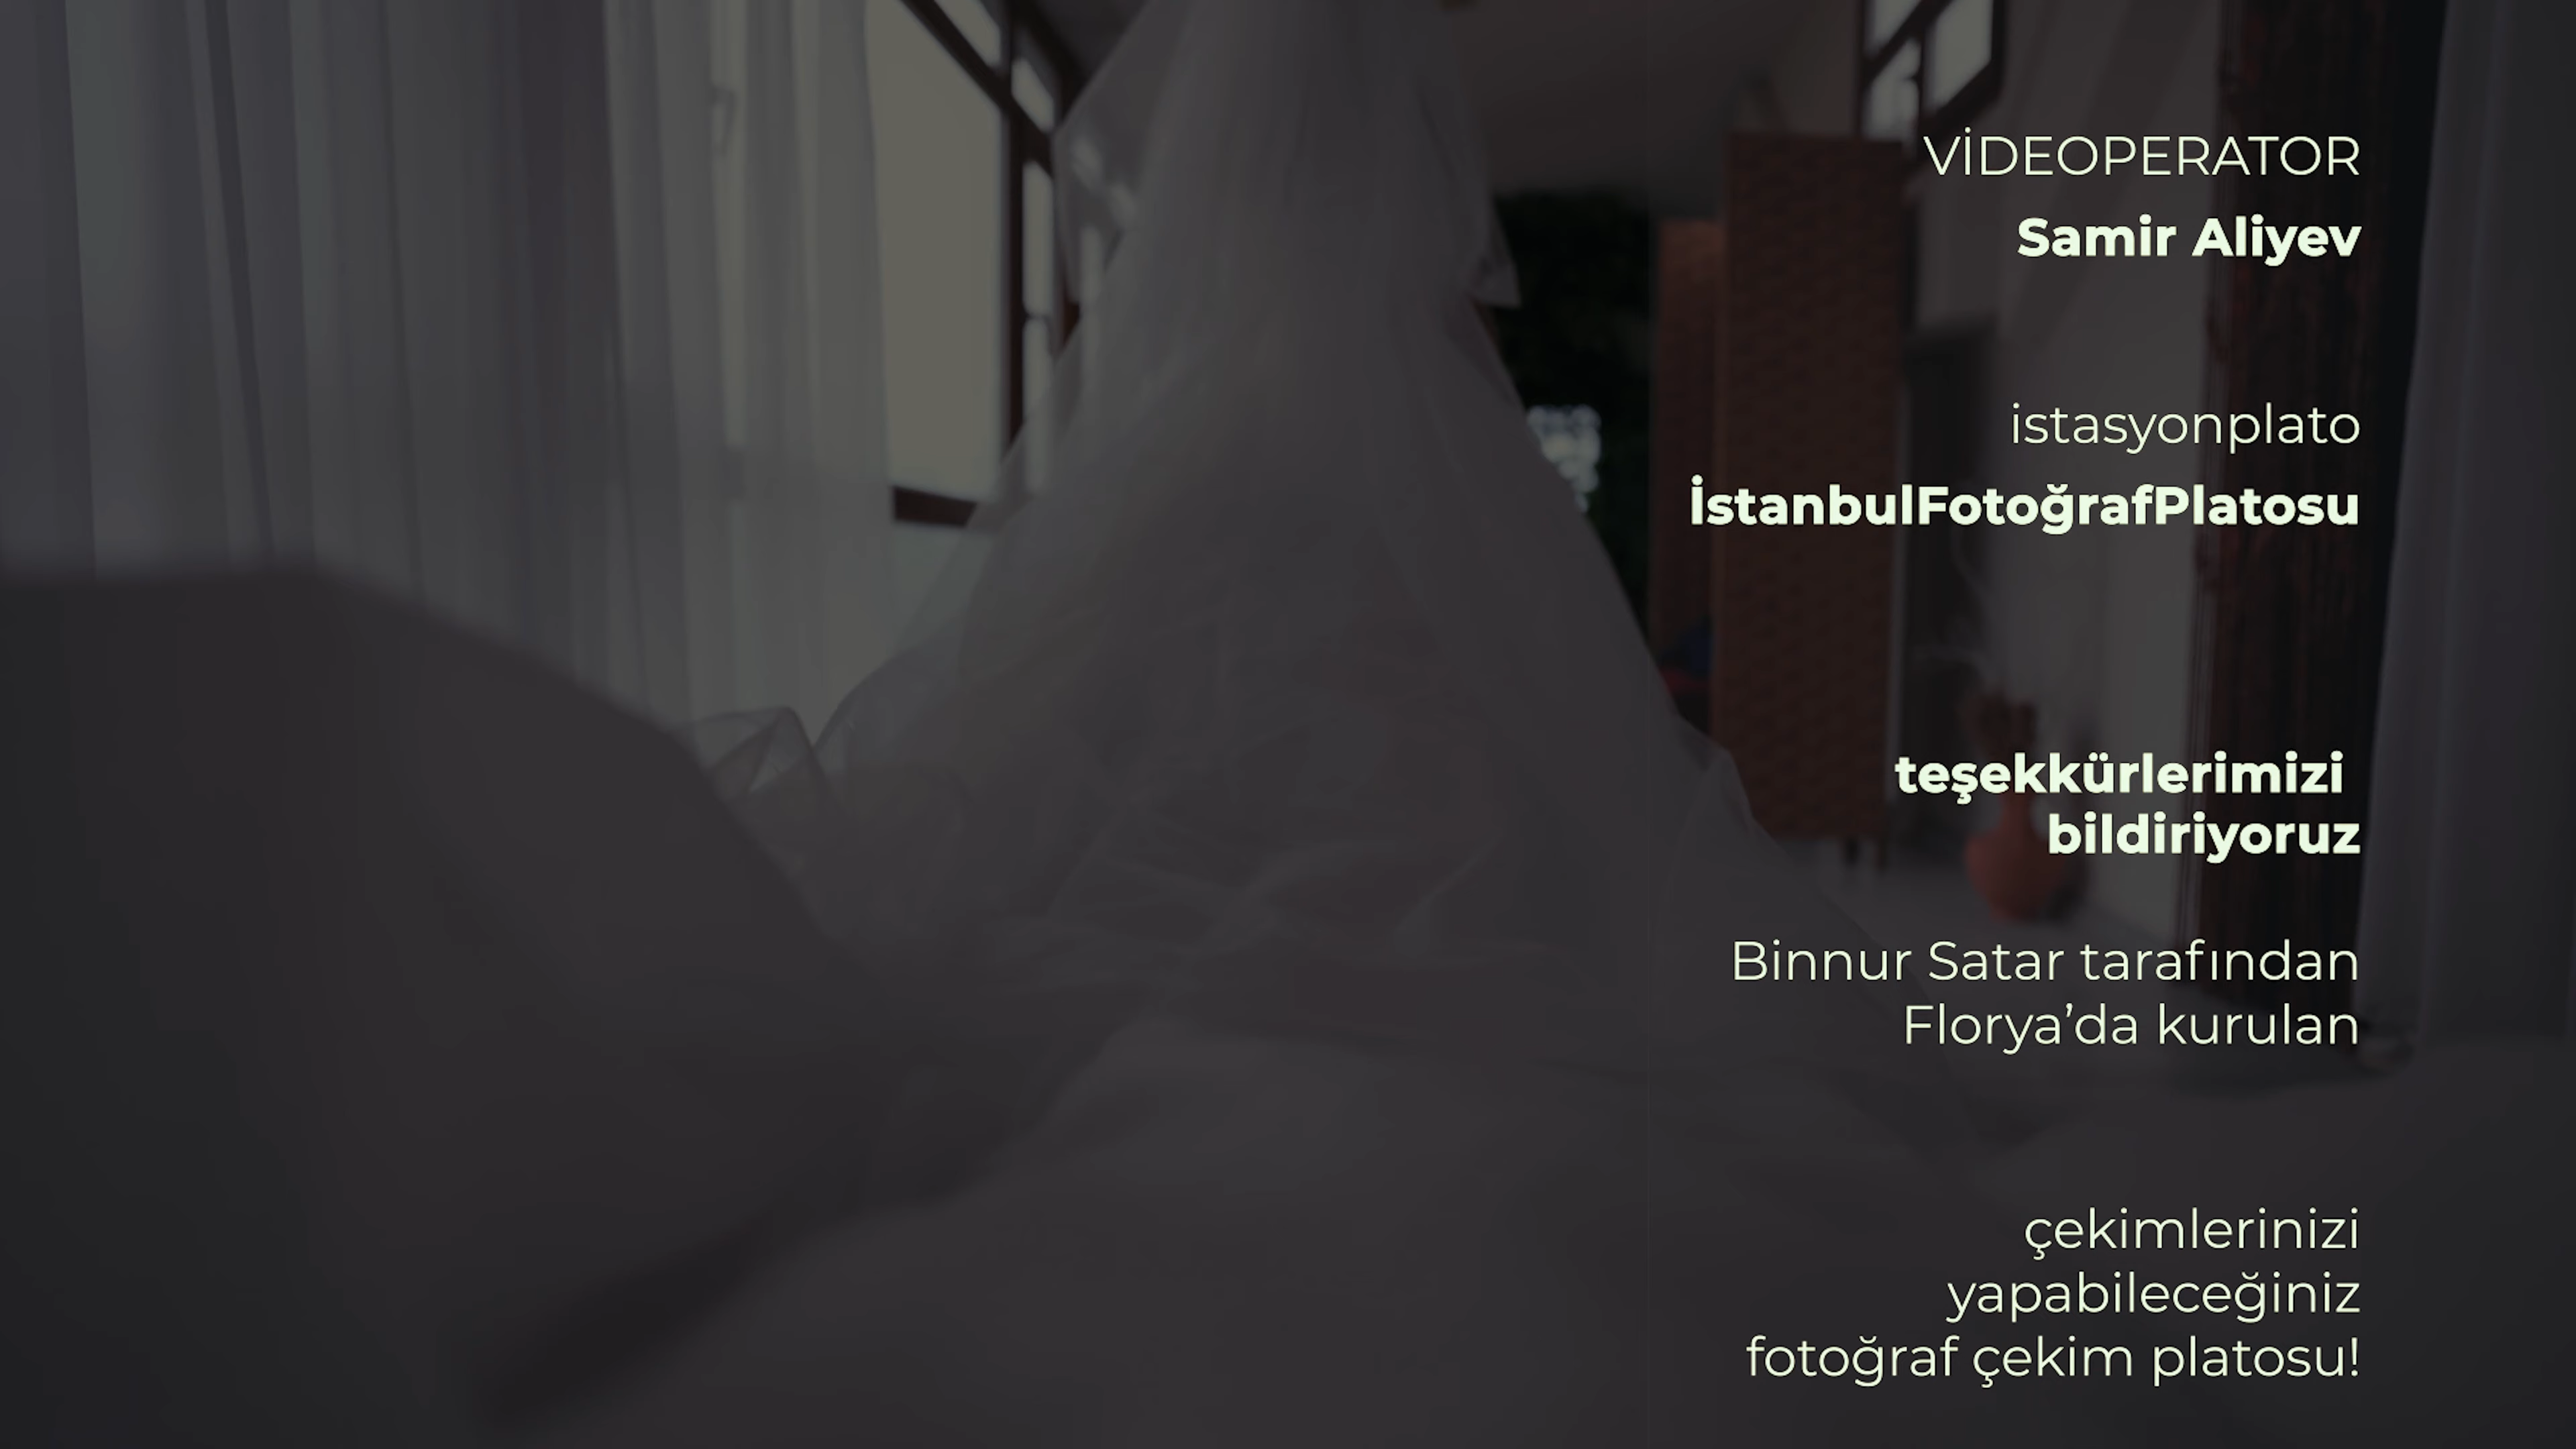 VİDEOPERATOR
Samir Aliyev
istasyonplato
İstanbulFotoğrafPlatosu
teşekkürlerimizi
bildiriyoruz
Binnur Satar tarafından
Florya’da kurulan
çekimlerinizi
yapabileceğiniz
fotoğraf çekim platosu!